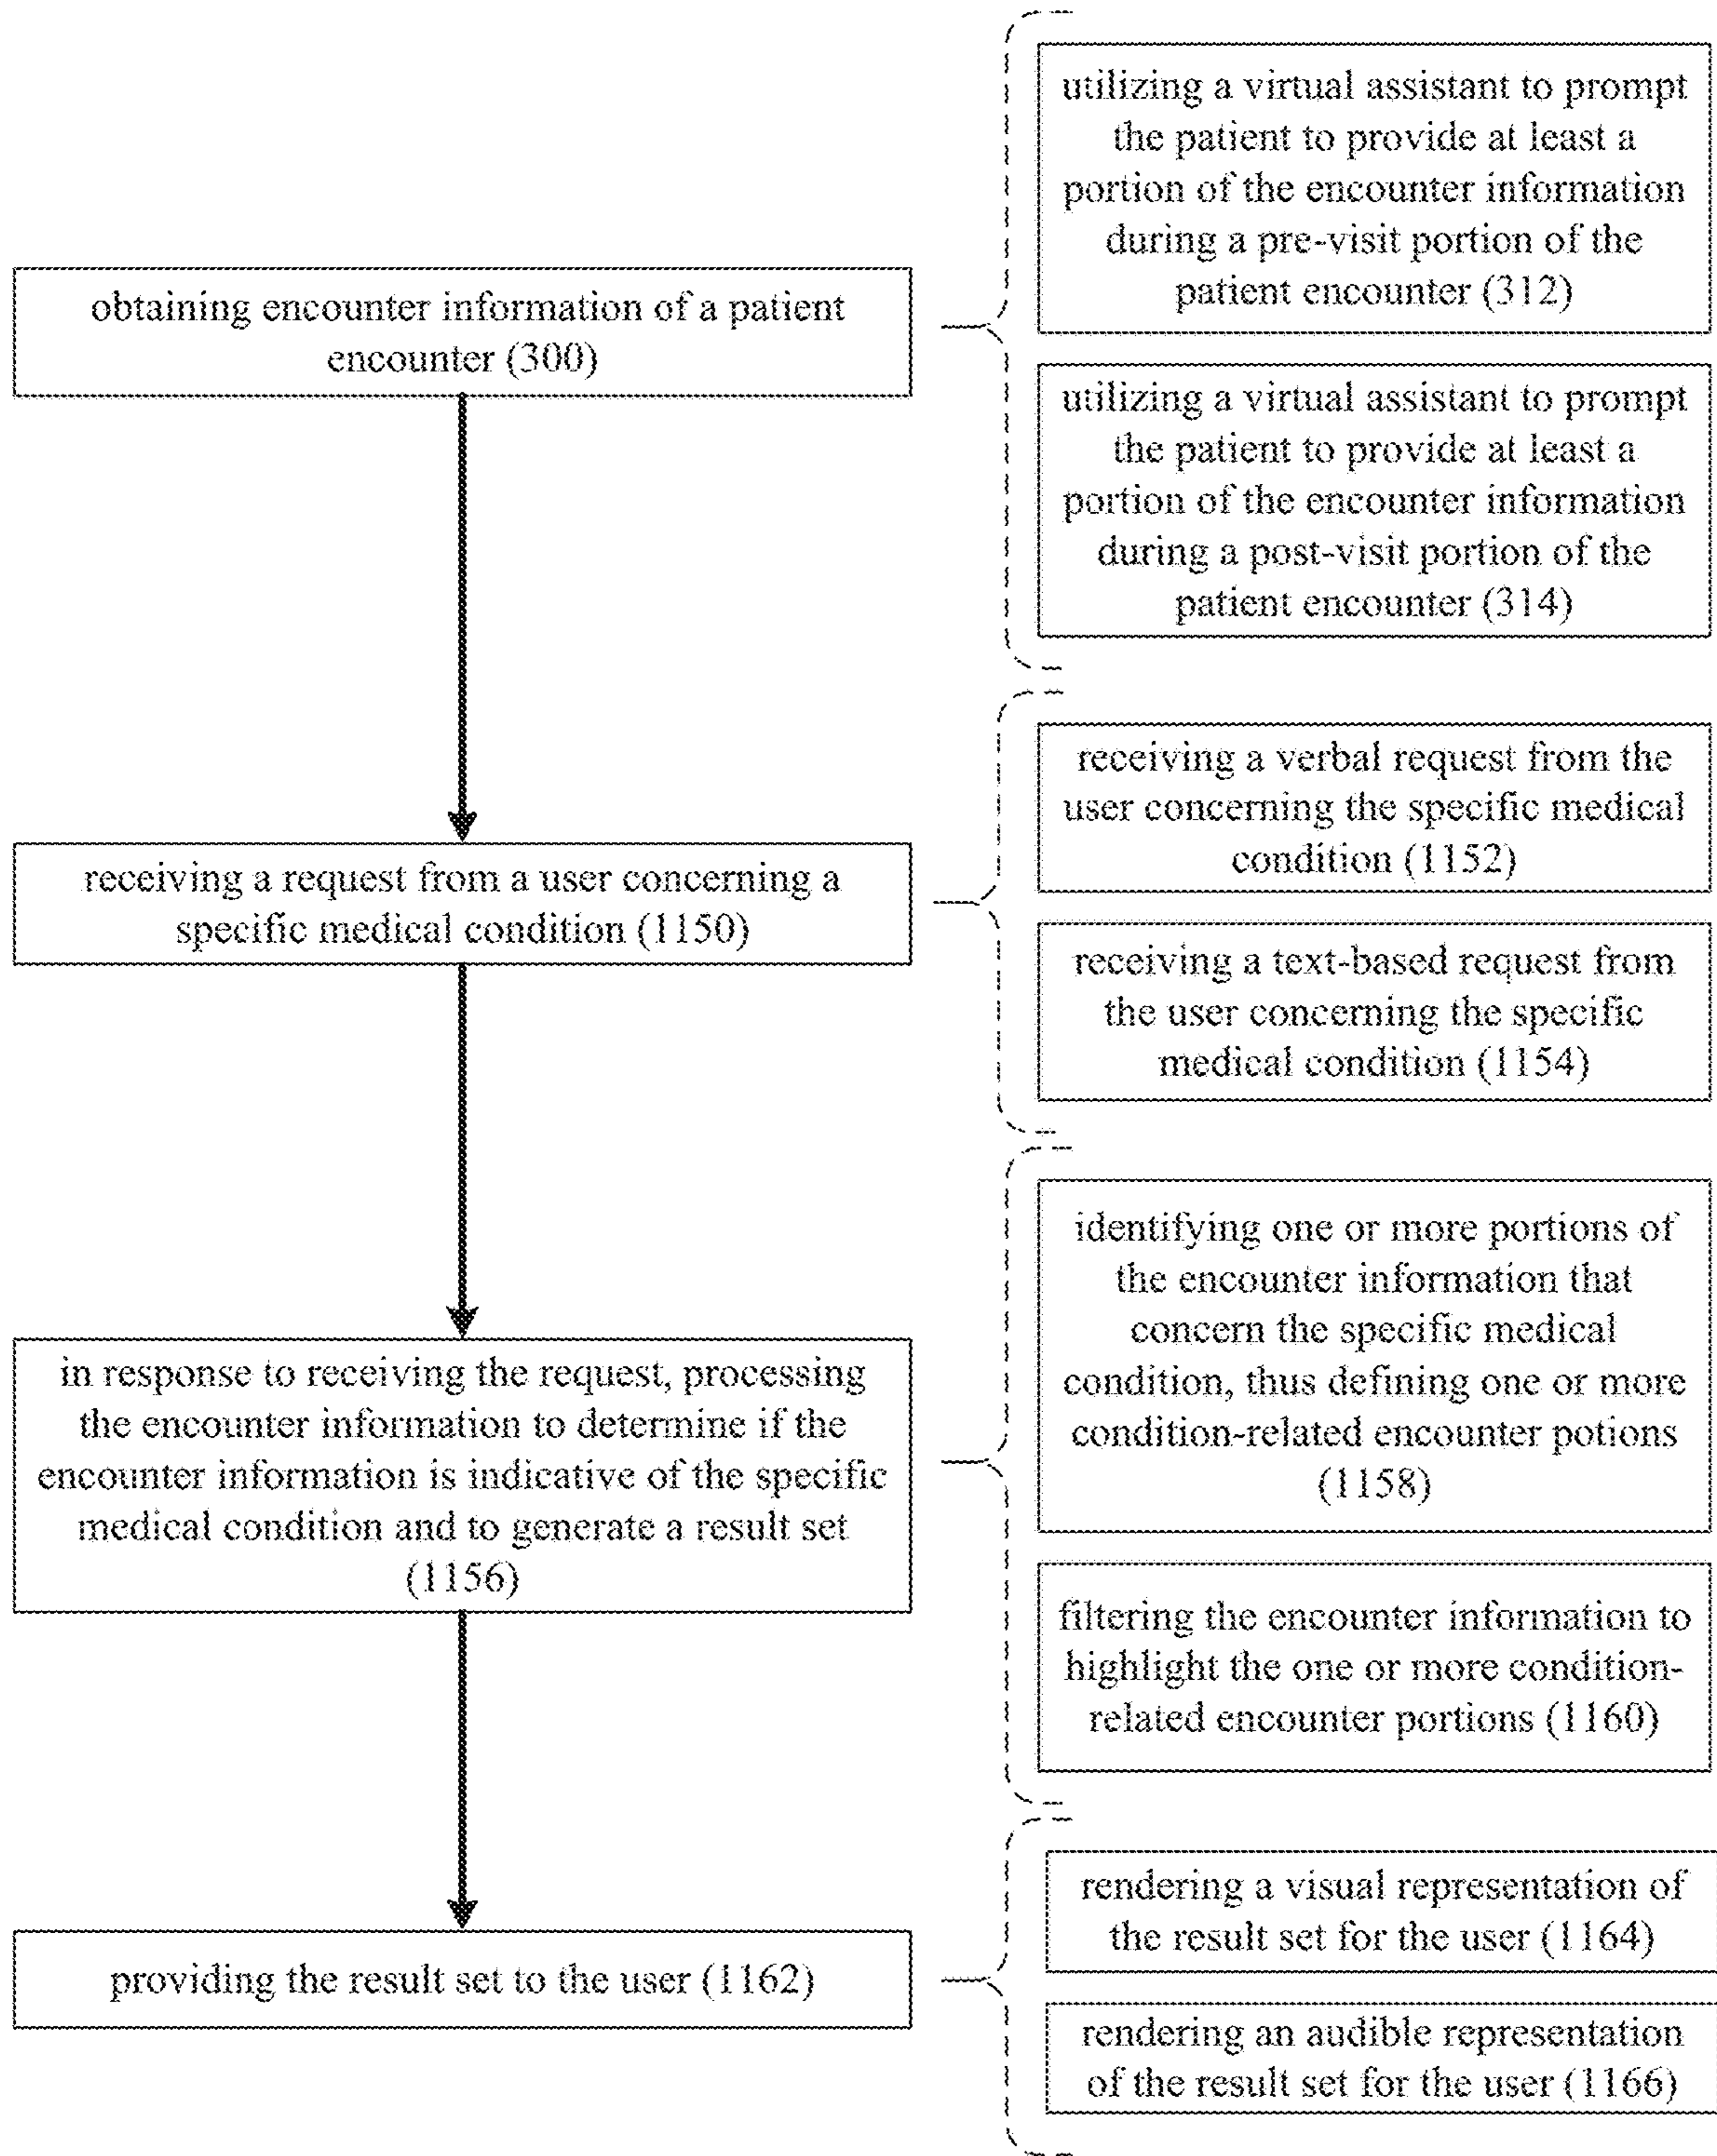 obtaining encounter information of a patient
encounter (300)
utilizing a virtual assistant to prompt
the patient to provide at least a
portion of the encounter information
during a pre-visit portion of the
patient encounter (312)
utilizing a virtual assistant to prompt
the patient to provide at least a
portion of the encounter information
during a post-visit portion of the
patient encounter (314)
receiving a request from a user concerning a
specific medical condition (1150)
receiving a verbal request from the
user concerning the specific medical
condition (1152)
receiving a text-based request from
the user concerning the specific
medical condition (1154)
in response to receiving the request, processing
the encounter information to determine if the
encounter information is indicative of the specific
medical condition and to generate a result set
(1156)
identifying one or more portions of
the encounter information that
concern the specific medical
condition, thus defining one or more
condition-related encounter potions
(1158)
filtering the encounter information to
highlight the one or more condition-
related encounter portions (1160)
providing the result set to the user (1162)
rendering a visual representation of
the result set for the user (1164)
rendering an audible representation
of the result set for the user (1166)